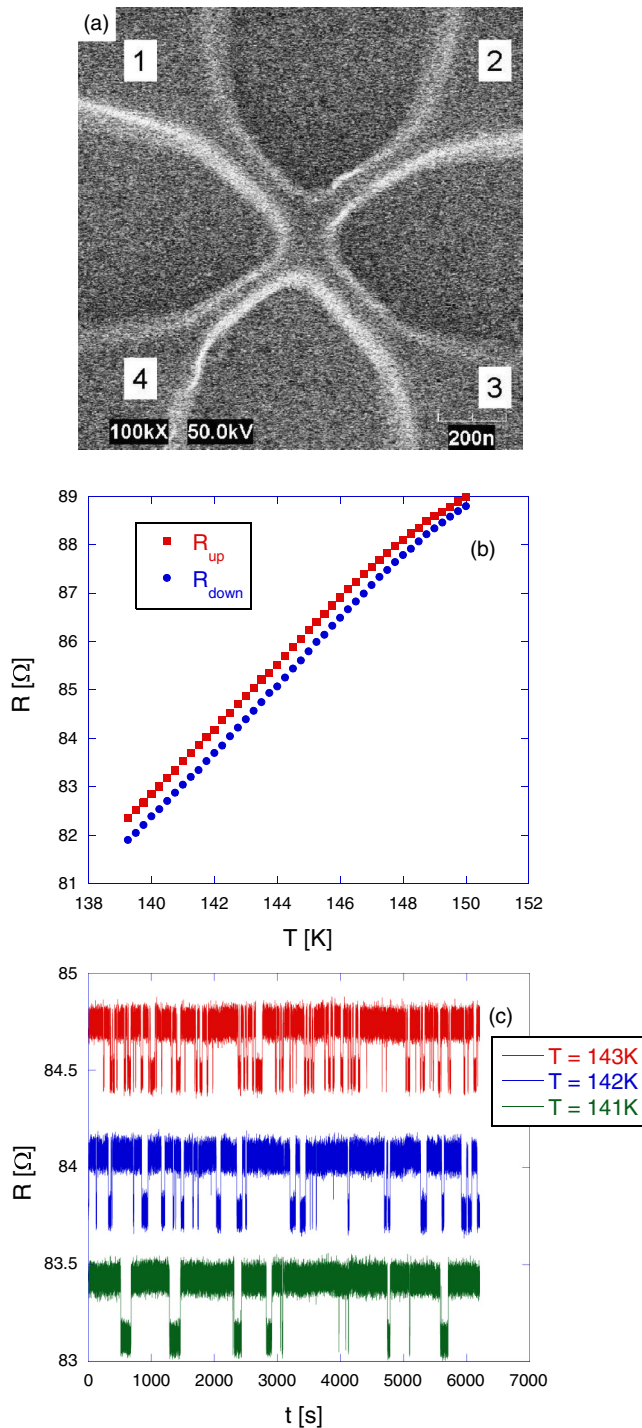 (a)
1 2
4 3
100kX 50.0kV 200n
89
88
87
86
85
84
83
82
81
R [Ω]
R_up
R_down
(b)
138 140 142 144 146 148 150 152
T [K]
85
84.5
84
83.5
83
R [Ω]
(c)
T = 143K
T = 142K
T = 141K
0 1000 2000 3000 4000 5000 6000 7000
t [s]